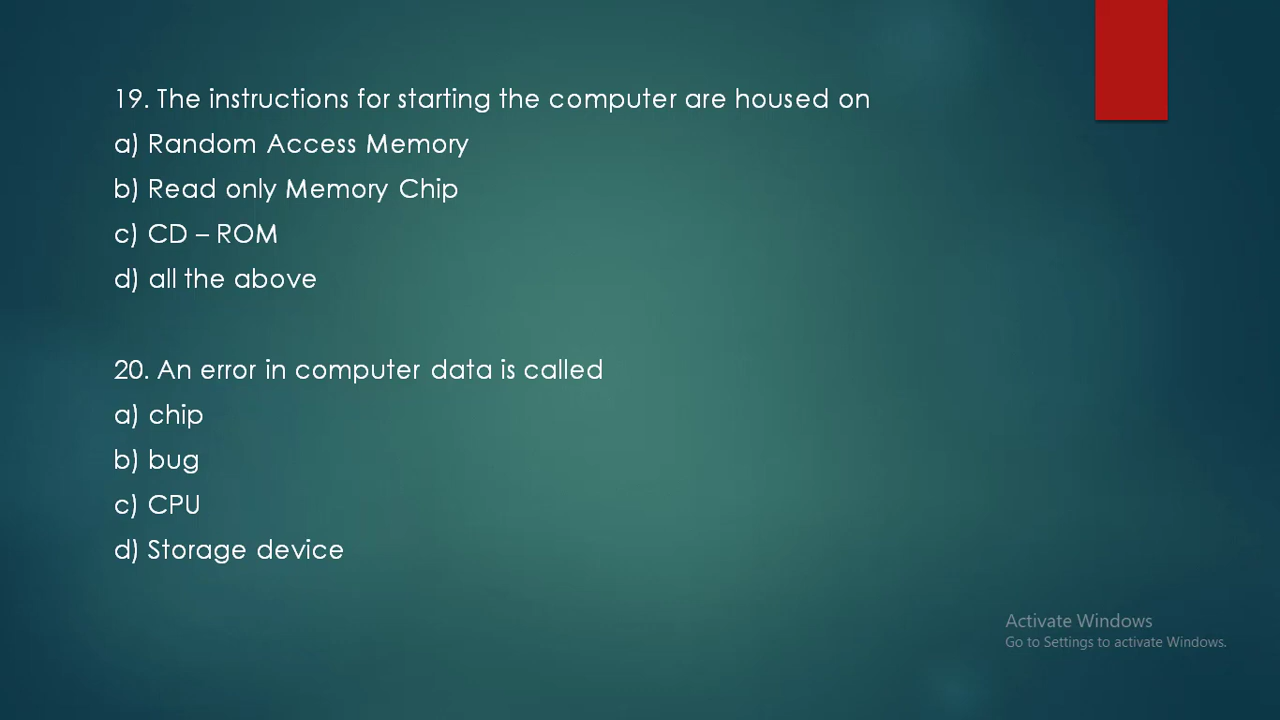 19. The instructions for starting the computer are housed on
a) Random Access Memory
b) Read only Memory Chip
c) CD – ROM
d) all the above
20. An error in computer data is called
a) chip
b) bug
c) CPU
d) Storage device
Activate Windows
Go to Settings to activate Windows.